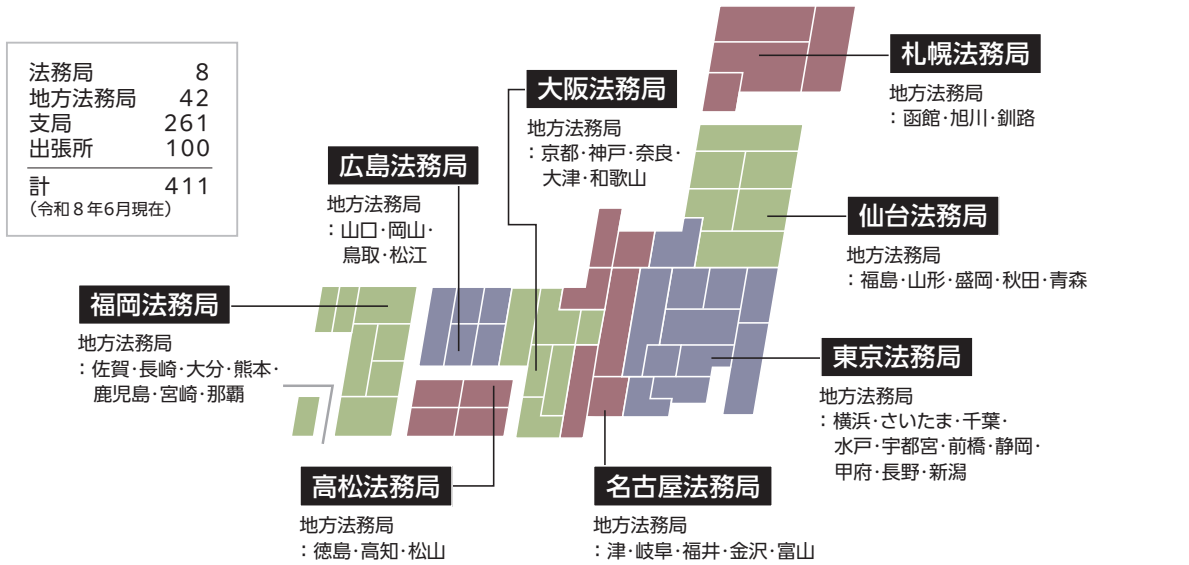 法務局 8
地方法務局 42
支局 261
出張所 100
計 411
(令和8年6月現在)
札幌法務局
地方法務局
：函館・旭川・釧路
大阪法務局
地方法務局
：京都・神戸・奈良・
大津・和歌山
広島法務局
地方法務局
：山口・岡山・
鳥取・松江
仙台法務局
地方法務局
：福島・山形・盛岡・秋田・青森
福岡法務局
地方法務局
：佐賀・長崎・大分・熊本・
鹿児島・宮崎・那覇
東京法務局
地方法務局
：横浜・さいたま・千葉・
水戸・宇都宮・前橋・静岡・
甲府・長野・新潟
高松法務局
地方法務局
：徳島・高知・松山
名古屋法務局
地方法務局
：津・岐阜・福井・金沢・富山